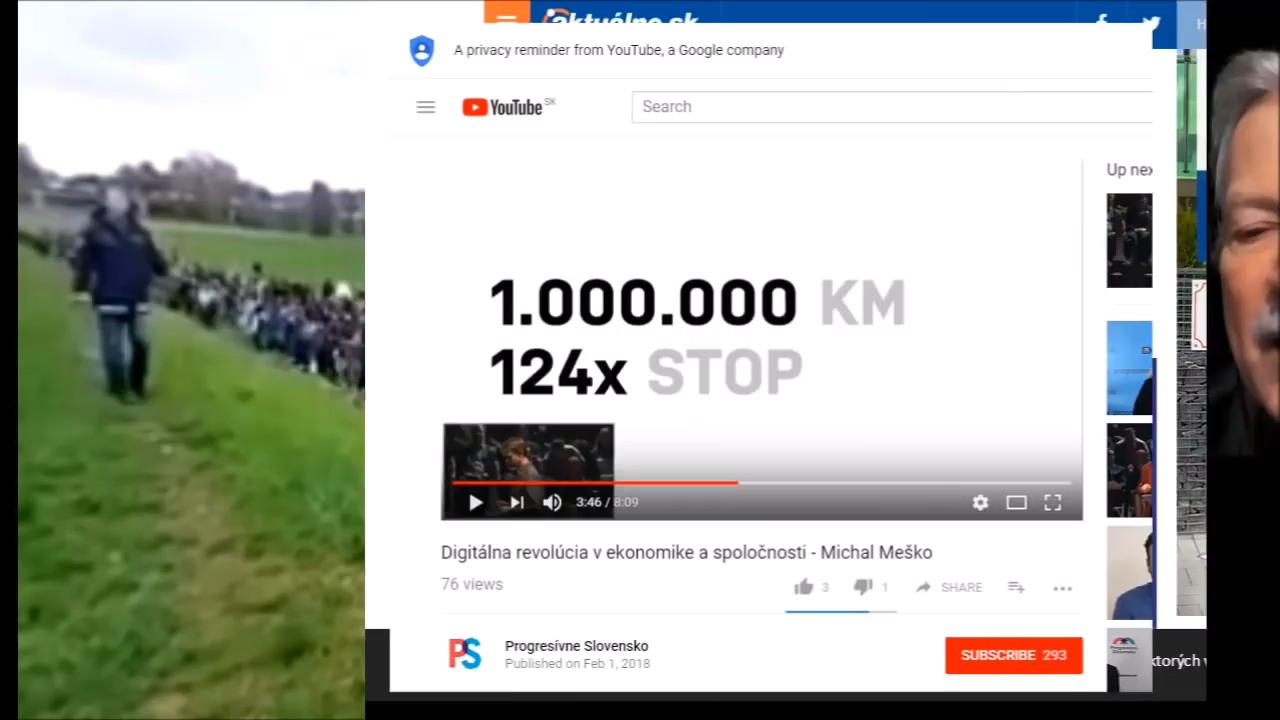 aktuálne.sk
A privacy reminder from YouTube, a Google company
YouTube SK
Search
Up nex
1.000.000 KM
124x STOP
3:46 / 8:09
Digitálna revolúcia v ekonomike a spoločnosti - Michal Meško
76 views
3
1
SHARE
PS
Progresívne Slovensko
Published on Feb 1, 2018
SUBSCRIBE 293
ktorých v